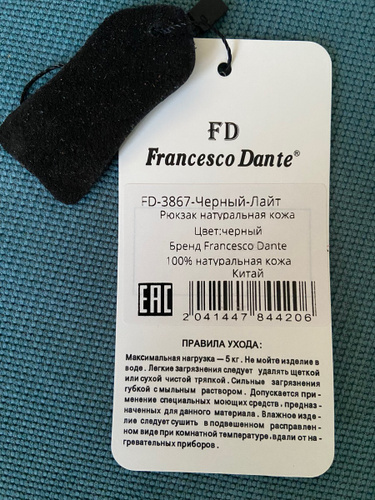 FD
Francesco Dante®
FD-3867-Черный-Лайт
Рюкзак натуральная кожа
Цвет:черный
Бренд Francesco Dante
100% натуральная кожа
Китай
EAC
2 041447 844206
ПРАВИЛА УХОДА:
Максимальная нагрузка — 5 кг. Не мойте изделие в
воде. Легкие загрязнения следует удалять щеткой
или сухой чистой тряпкой. Сильные загрязнения
губкой с мыльным раствором. Допускается при-
менение специальных моющих средств, предназ-
наченных для данного материала. Влажное изде-
лие следует сушить в подвешенном расправлен-
ном виде при комнатной температуре, вдали от на-
гревательных приборов.